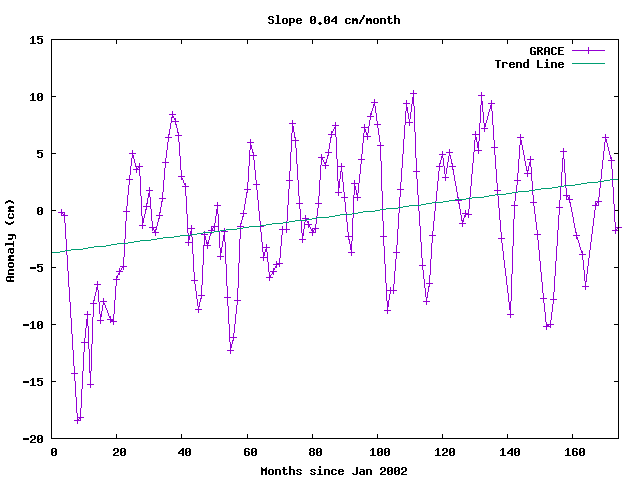 Slope 0.04 cm/month
15
GRACE
Trend Line
10
5
0
-5
-10
-15
-20
Anomaly (cm)
0 20 40 60 80 100 120 140 160
Months since Jan 2002